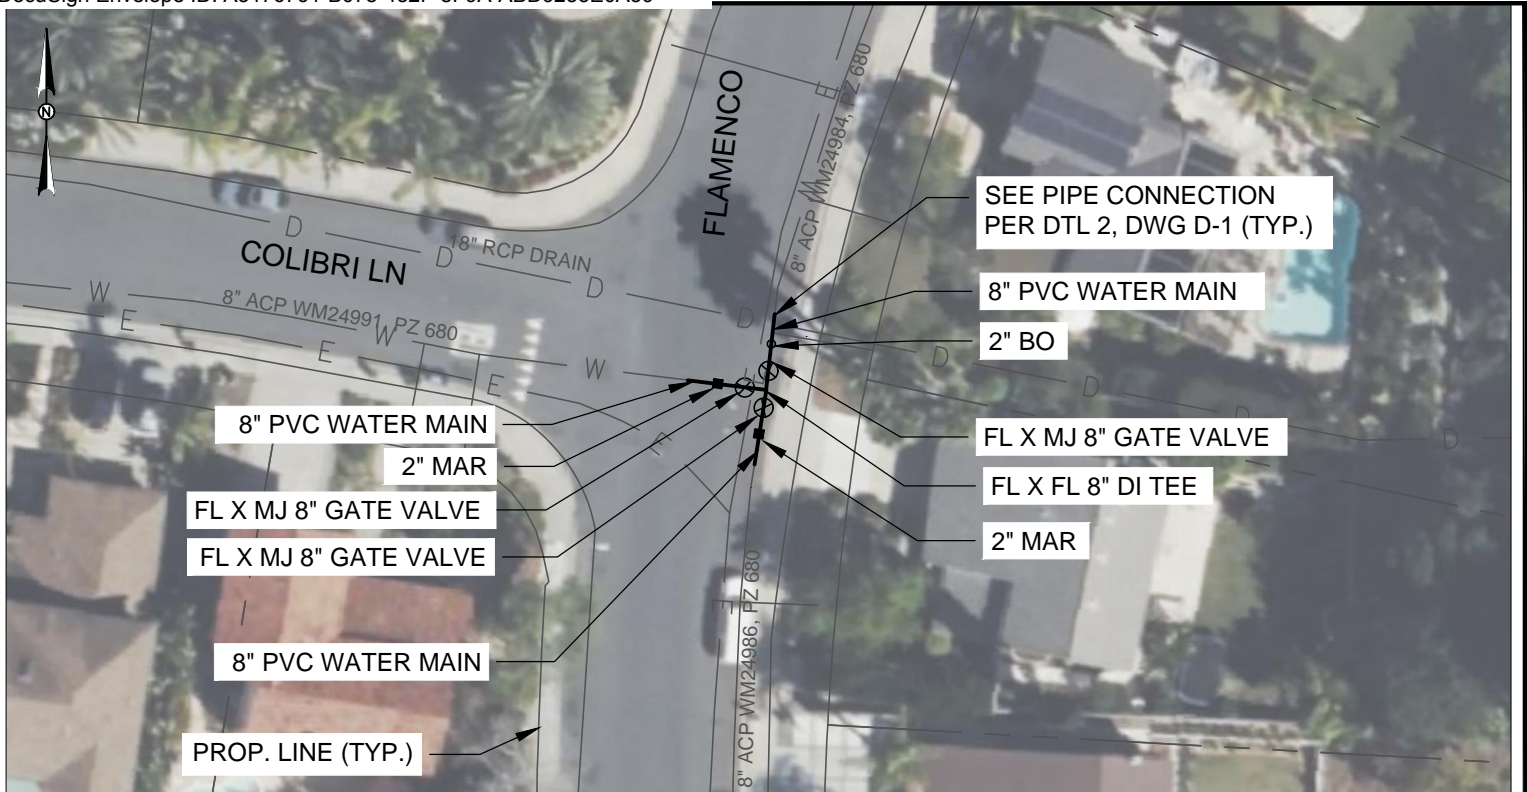 N
FLAMENCO
COLIBRI LN
18" RCP DRAIN
8" ACP WM24984, PZ 680
8" ACP WM24991, PZ 680
8" ACP WM24986, PZ 680
SEE PIPE CONNECTION
PER DTL 2, DWG D-1 (TYP.)
8" PVC WATER MAIN
2" BO
FL X MJ 8" GATE VALVE
FL X FL 8" DI TEE
2" MAR
8" PVC WATER MAIN
2" MAR
FL X MJ 8" GATE VALVE
FL X MJ 8" GATE VALVE
8" PVC WATER MAIN
PROP. LINE (TYP.)
D
D
D
D
D
D
D
D
W
W
W
W
E
E
E
E